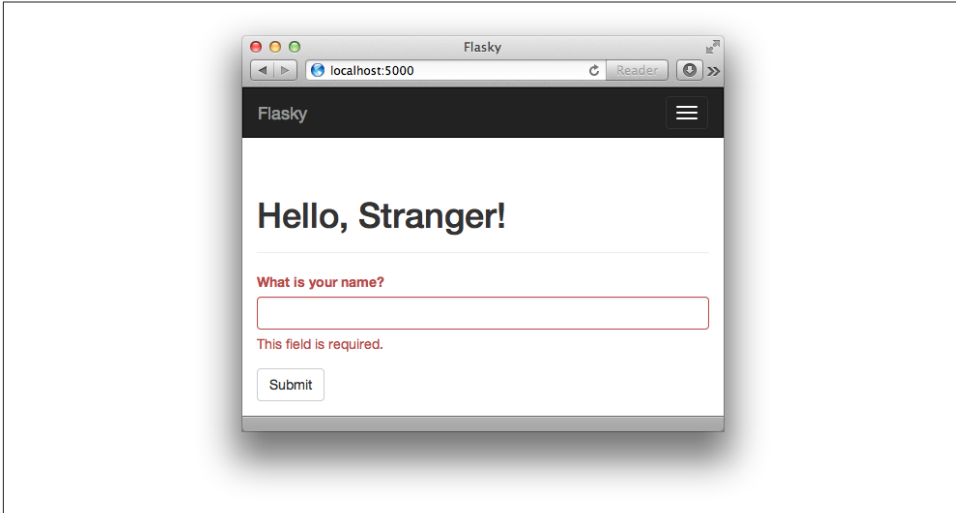 Flasky
localhost:5000
Reader
Flasky
Hello, Stranger!
What is your name?
This field is required.
Submit